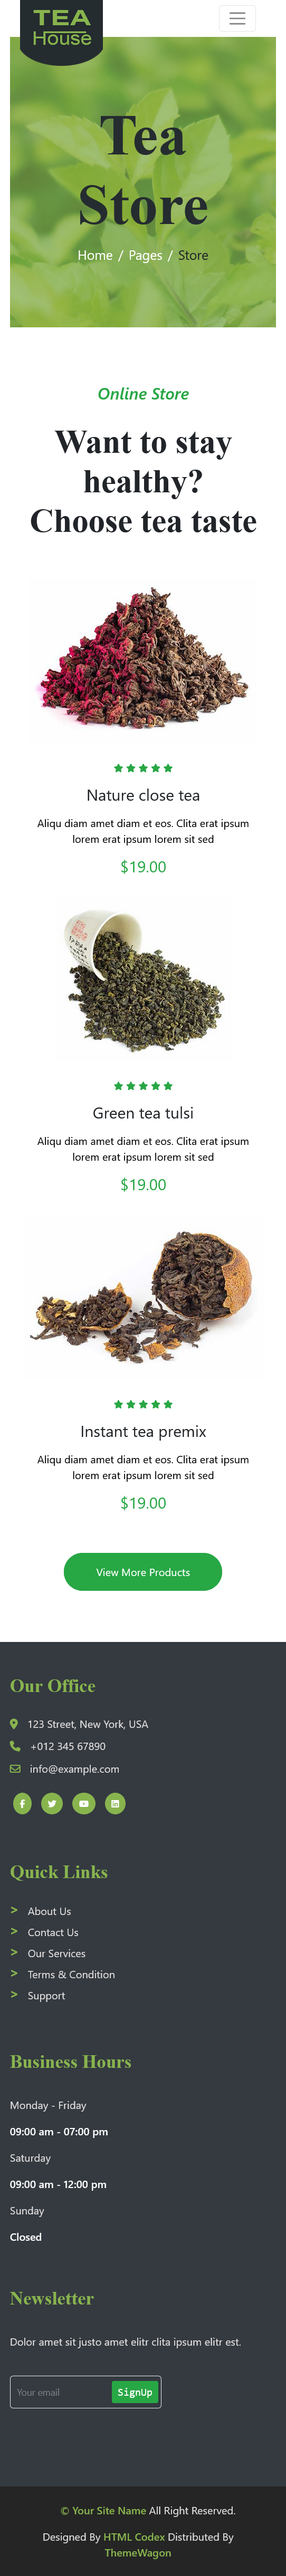 TEA
House
Tea
Store
Home / Pages / Store
Online Store
Want to stay
healthy?
Choose tea taste
Nature close tea
Aliqu diam amet diam et eos. Clita erat ipsum
lorem erat ipsum lorem sit sed
$19.00
Green tea tulsi
Aliqu diam amet diam et eos. Clita erat ipsum
lorem erat ipsum lorem sit sed
$19.00
Instant tea premix
Aliqu diam amet diam et eos. Clita erat ipsum
lorem erat ipsum lorem sit sed
$19.00
View More Products
Our Office
123 Street, New York, USA
+012 345 67890
info@example.com
Quick Links
> About Us
> Contact Us
> Our Services
> Terms & Condition
> Support
Business Hours
Monday - Friday
09:00 am - 07:00 pm
Saturday
09:00 am - 12:00 pm
Sunday
Closed
Newsletter
Dolor amet sit justo amet elitr clita ipsum elitr est.
Your email SignUp
© Your Site Name All Right Reserved.
Designed By HTML Codex Distributed By
ThemeWagon